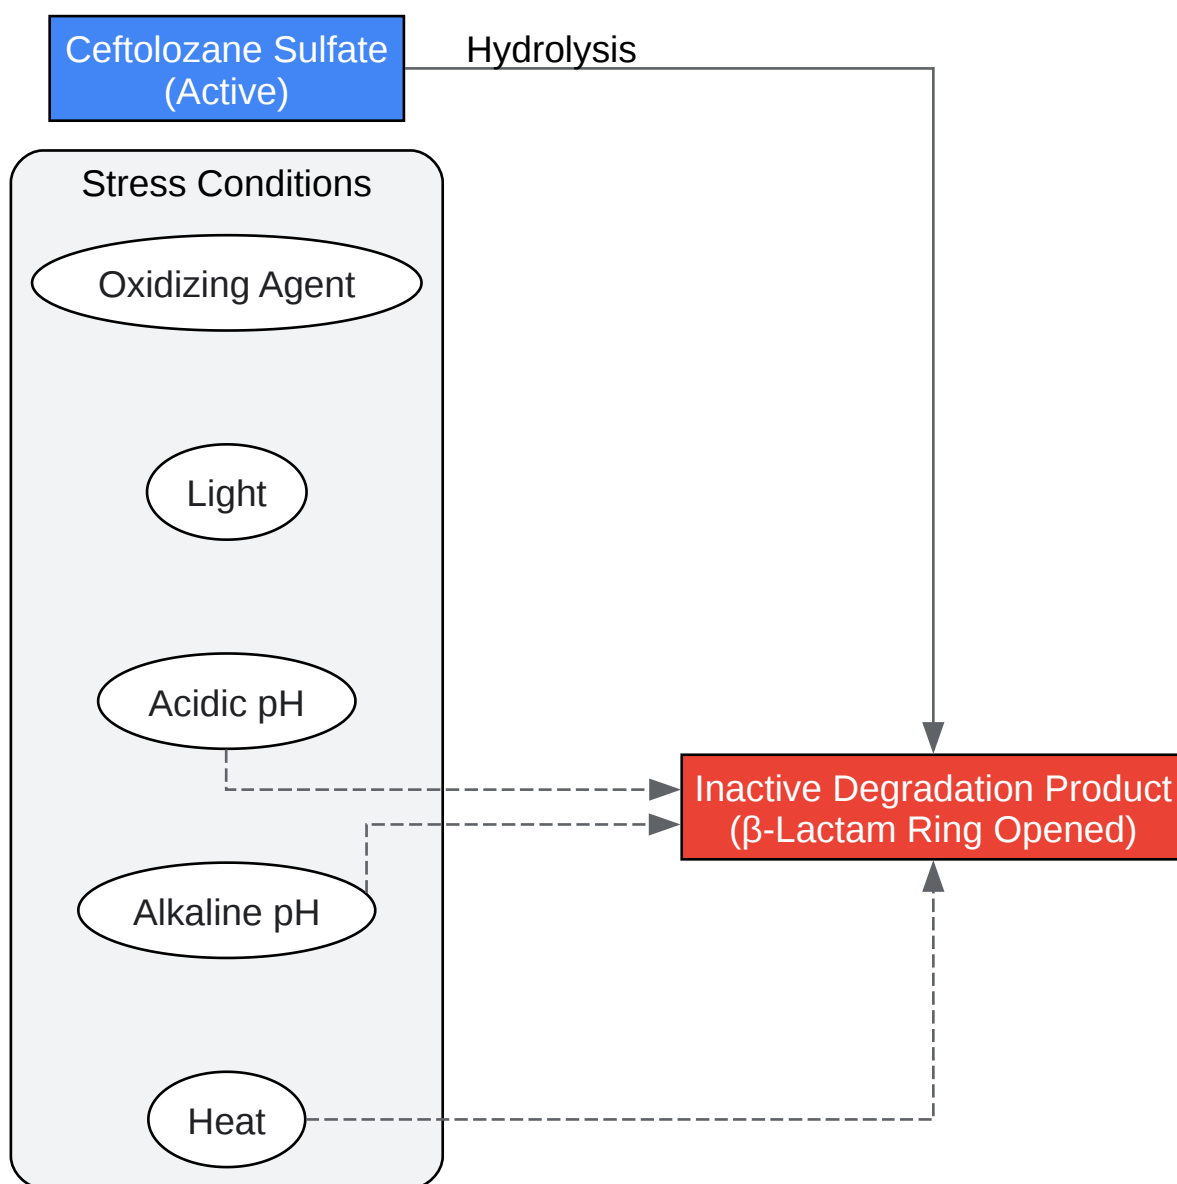 Ceftolozane Sulfate
(Active)
Hydrolysis
Stress Conditions
Oxidizing Agent
Light
Acidic pH
Inactive Degradation Product
(β-Lactam Ring Opened)
Alkaline pH
Heat